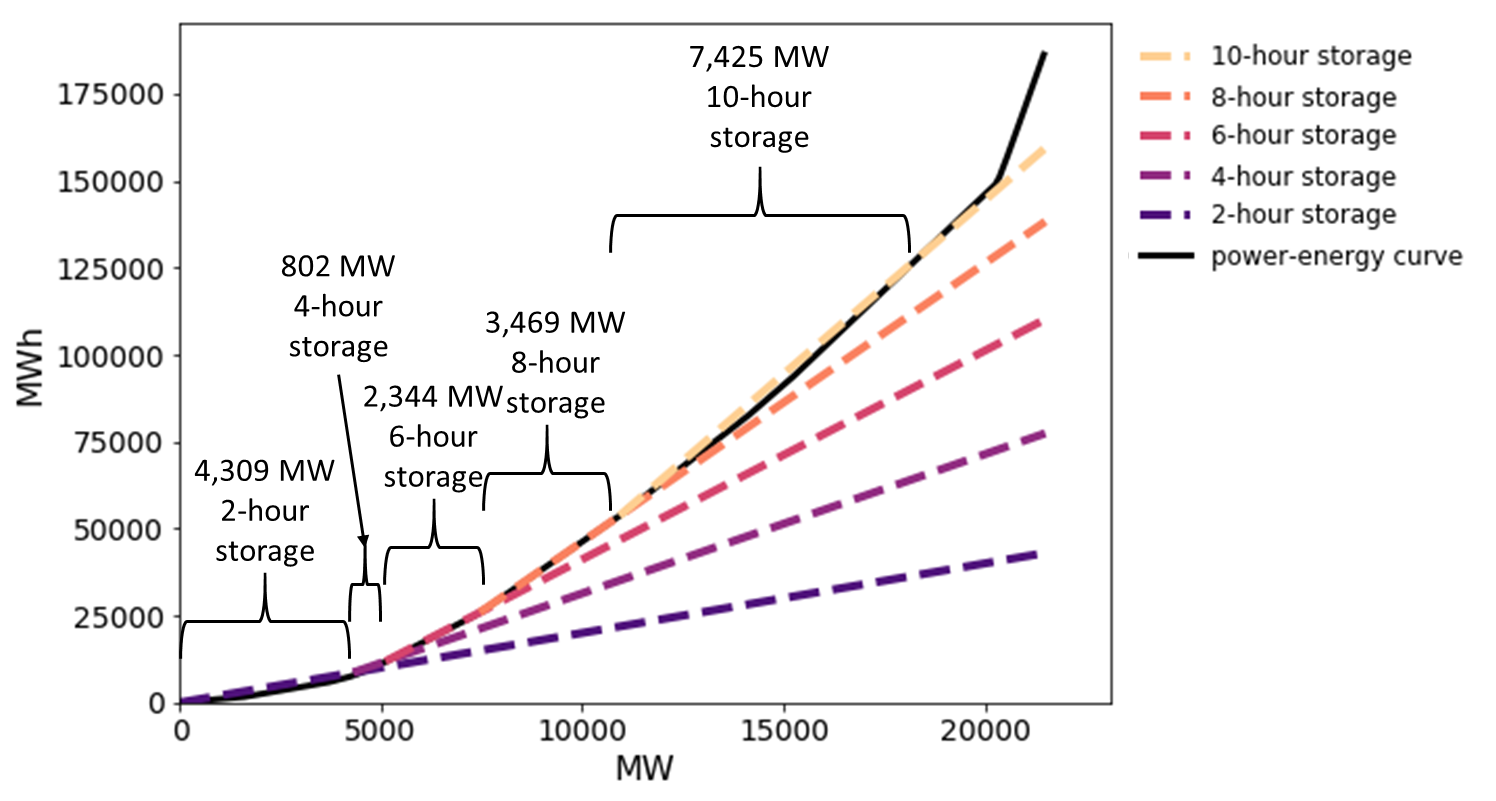 7,425 MW
10-hour
storage
802 MW
4-hour
storage
3,469 MW
8-hour
storage
2,344 MW
6-hour
storage
4,309 MW
2-hour
storage
175000
150000
125000
100000
75000
50000
25000
0
MWh
0
5000
10000
15000
20000
MW
10-hour storage
8-hour storage
6-hour storage
4-hour storage
2-hour storage
power-energy curve